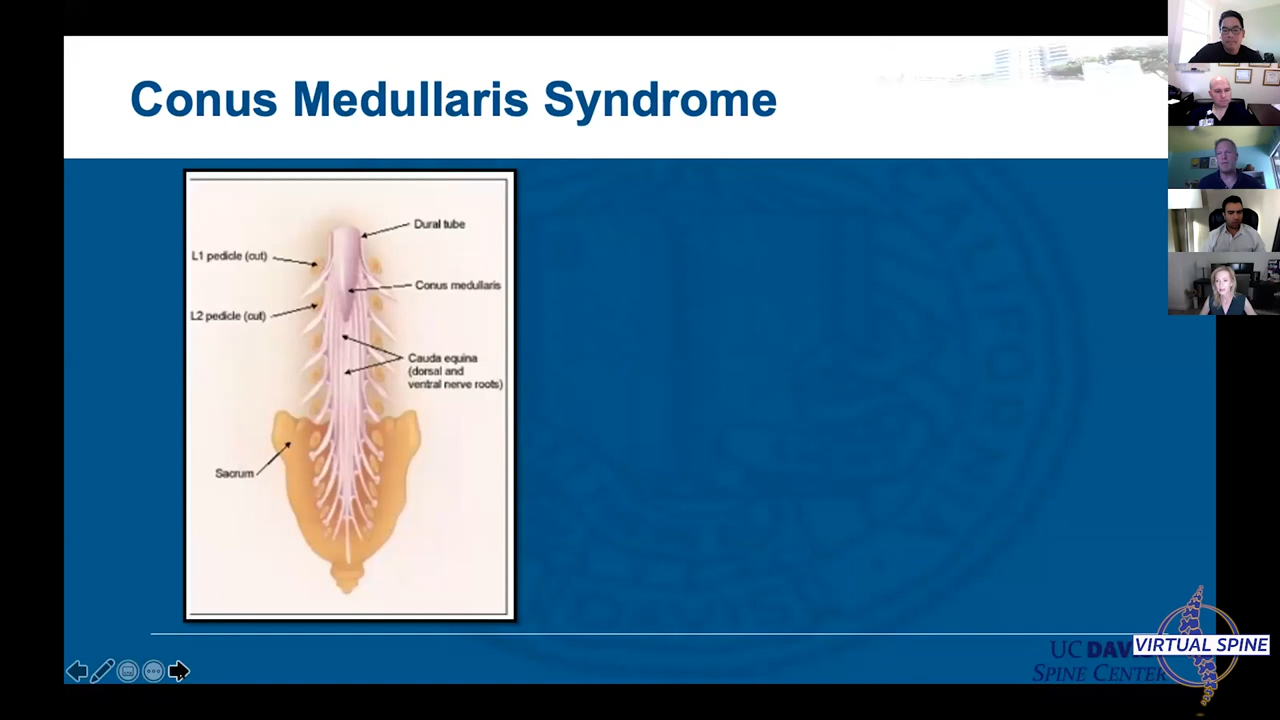 Conus Medullaris Syndrome
Dural tube
L1 pedicle (cut)
Conus medullaris
L2 pedicle (cut)
Cauda equina
(dorsal and
ventral nerve roots)
Sacrum
UC DAV
SPINE CENTER
VIRTUAL SPINE